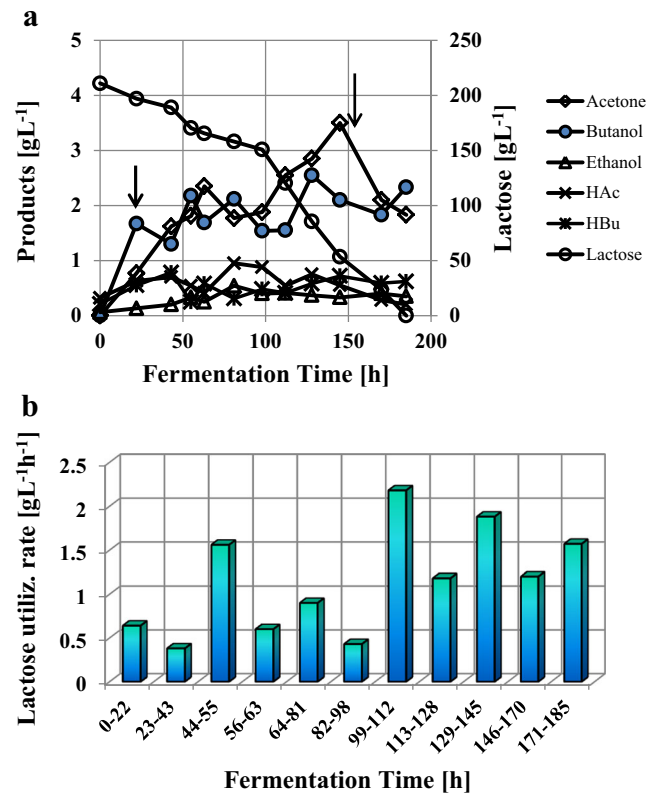 a
Products [gL-1]
5
4
3
2
1
0
250
200
150
100
50
0
Lactose [gL-1]
0 50 100 150 200
Fermentation Time [h]
Acetone
Butanol
Ethanol
HAc
HBu
Lactose
b
Lactose utiliz. rate [gL-1h-1]
2.5
2
1.5
1
0.5
0
0-22 23-43 44-55 56-63 64-81 82-98 99-112 113-128 129-145 146-170 171-185
Fermentation Time [h]